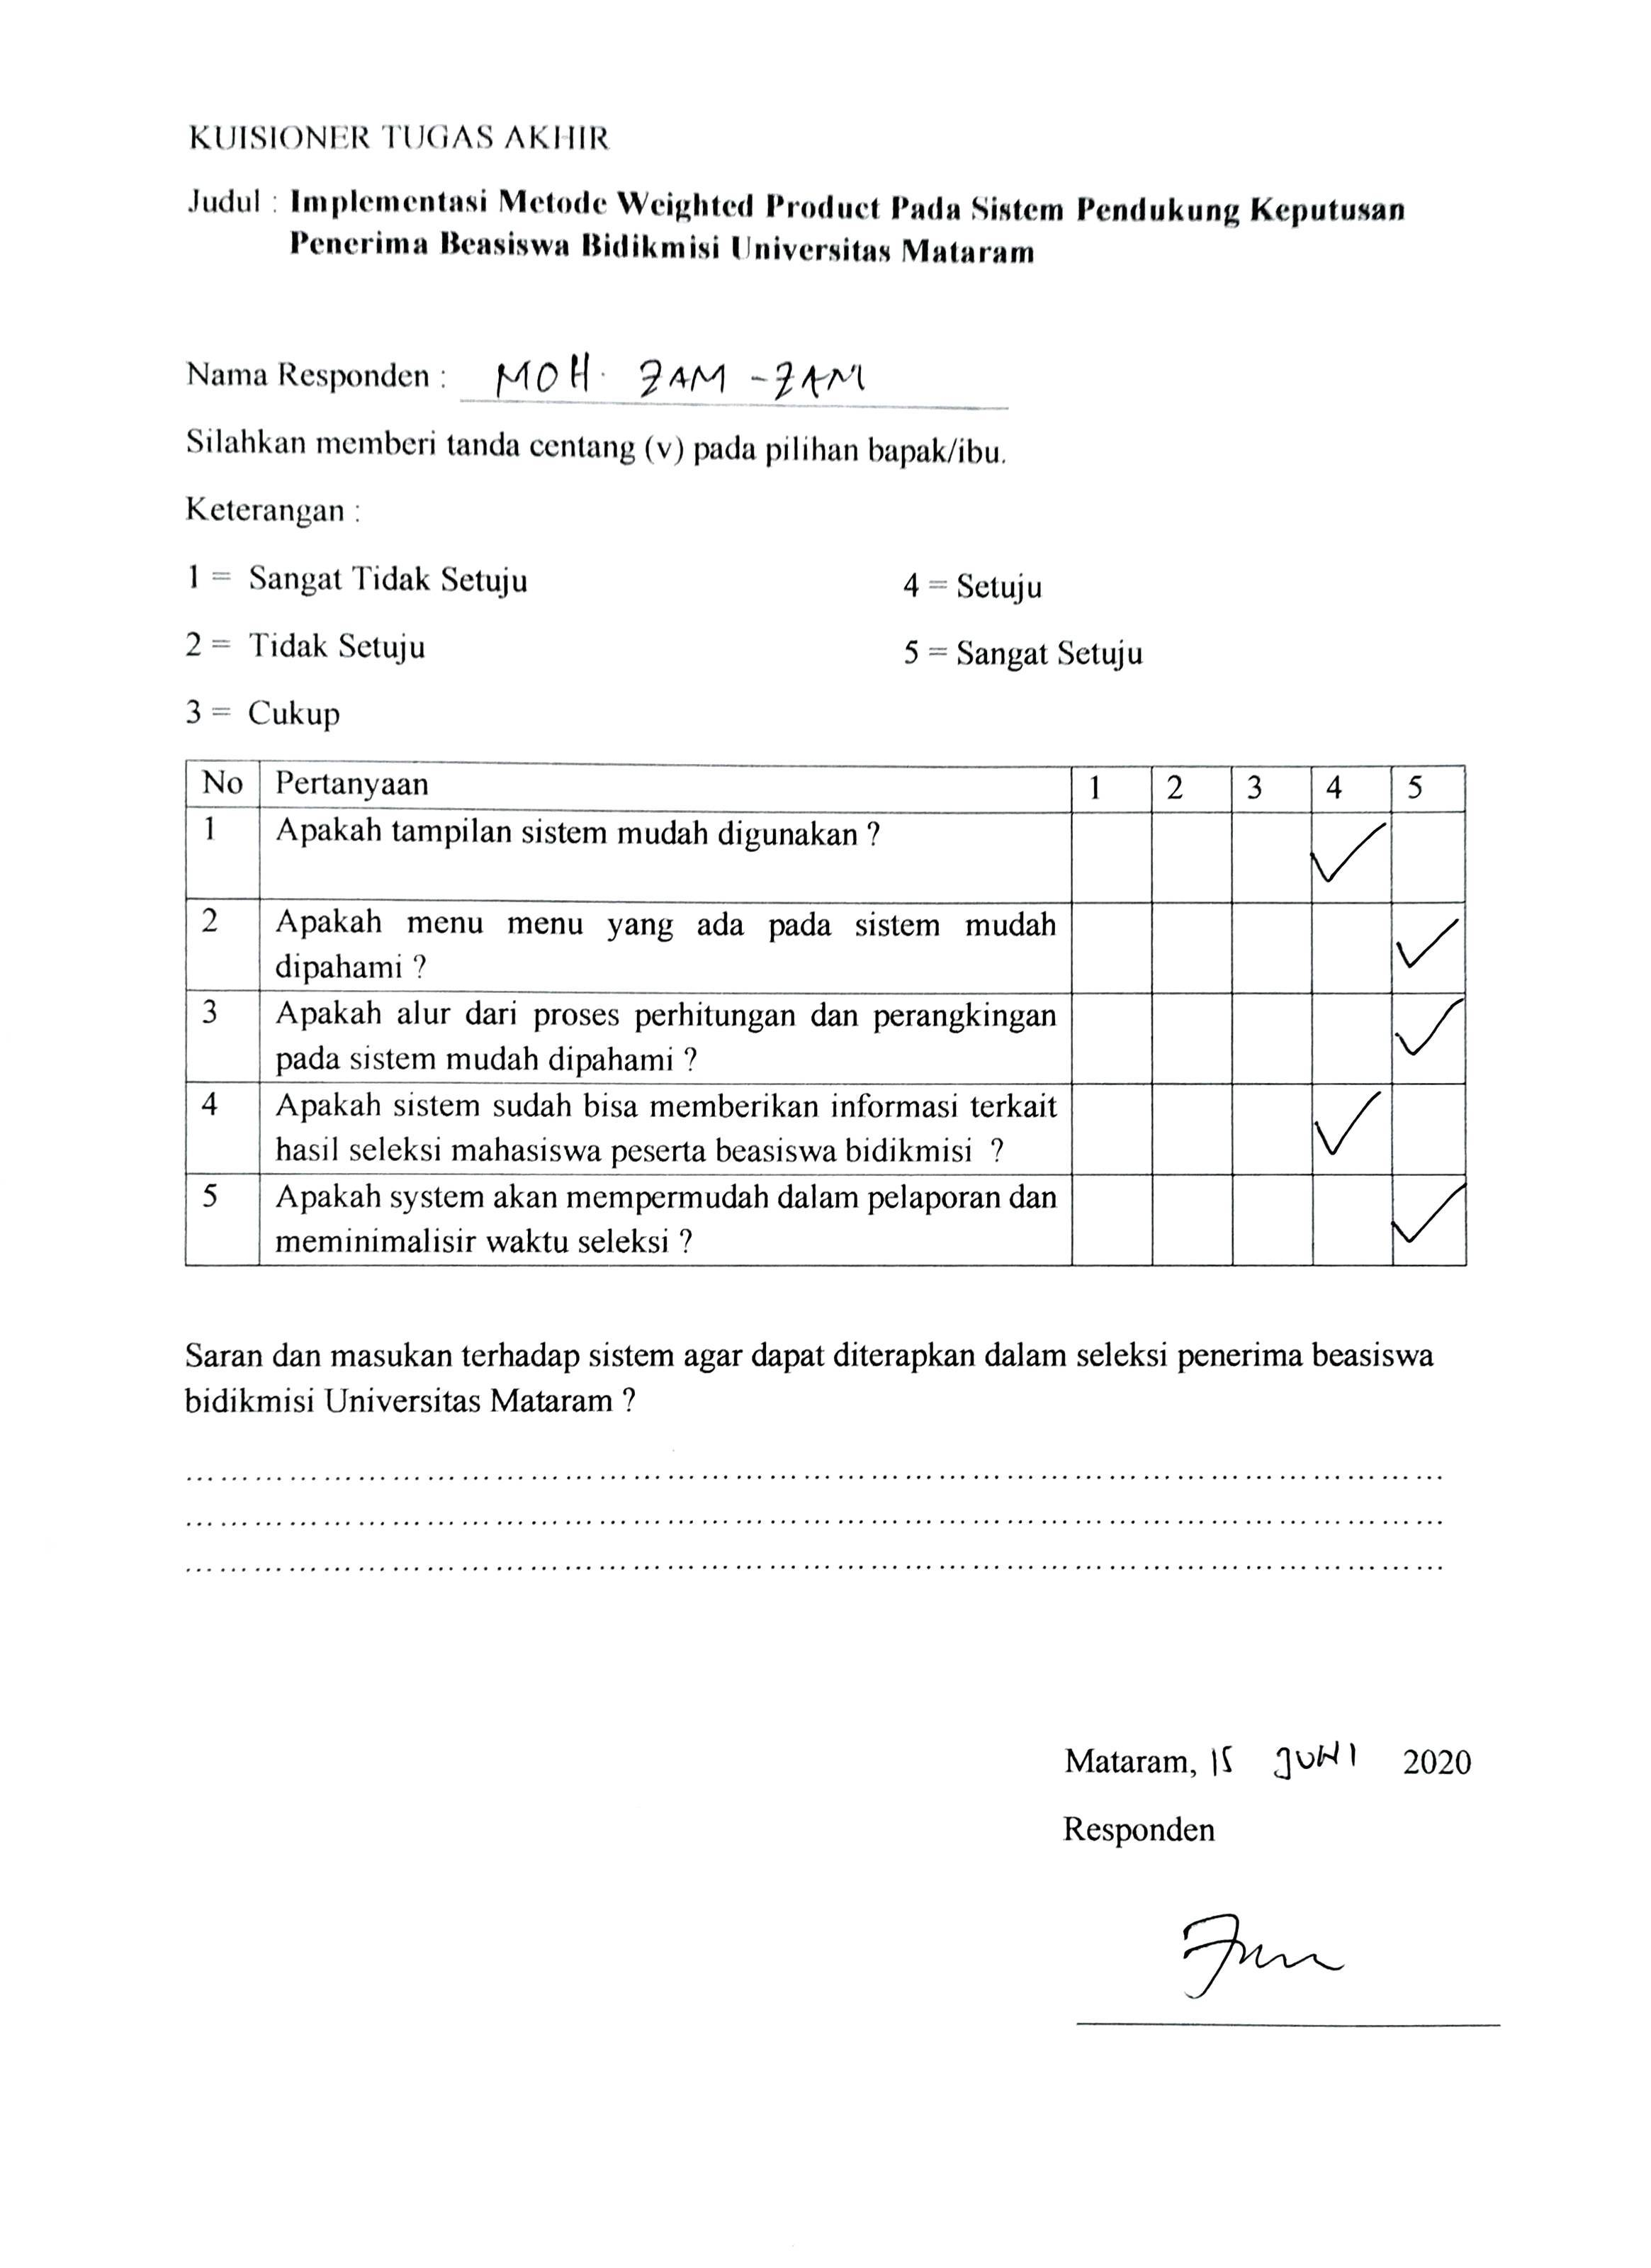 KUISIONER TUGAS AKHIR
Judul : Implementasi Metode Weighted Product Pada Sistem Pendukung Keputusan
Penerima Beasiswa Bidikmisi Universitas Mataram
Nama Responden : MOH. ZAM-ZAM
Silahkan memberi tanda centang (v) pada pilihan bapak/ibu.
Keterangan :
1 = Sangat Tidak Setuju 4 = Setuju
2 = Tidak Setuju 5 = Sangat Setuju
3 = Cukup
No Pertanyaan 1 2 3 4 5
1 Apakah tampilan sistem mudah digunakan ? ✓
2 Apakah menu menu yang ada pada sistem mudah
dipahami ? ✓
3 Apakah alur dari proses perhitungan dan perangkingan
pada sistem mudah dipahami ? ✓
4 Apakah sistem sudah bisa memberikan informasi terkait
hasil seleksi mahasiswa peserta beasiswa bidikmisi ? ✓
5 Apakah system akan mempermudah dalam pelaporan dan
meminimalisir waktu seleksi ? ✓
Saran dan masukan terhadap sistem agar dapat diterapkan dalam seleksi penerima beasiswa
bidikmisi Universitas Mataram ?
Mataram, 15 JUNI 2020
Responden